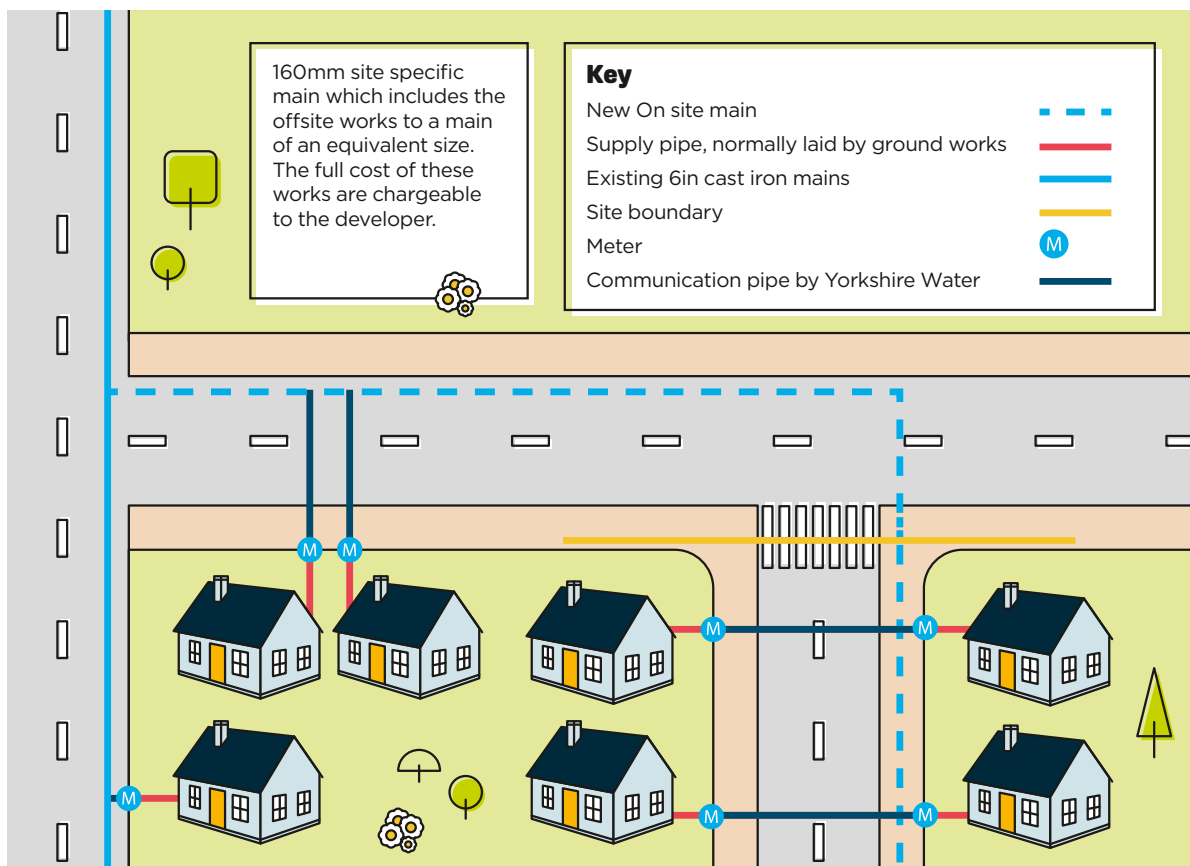 160mm site specific
main which includes the
offsite works to a main
of an equivalent size.
The full cost of these
works are chargeable
to the developer.
Key
New On site main
Supply pipe, normally laid by ground works
Existing 6in cast iron mains
Site boundary
Meter
M
Communication pipe by Yorkshire Water
M
M
M
M
M
M
M